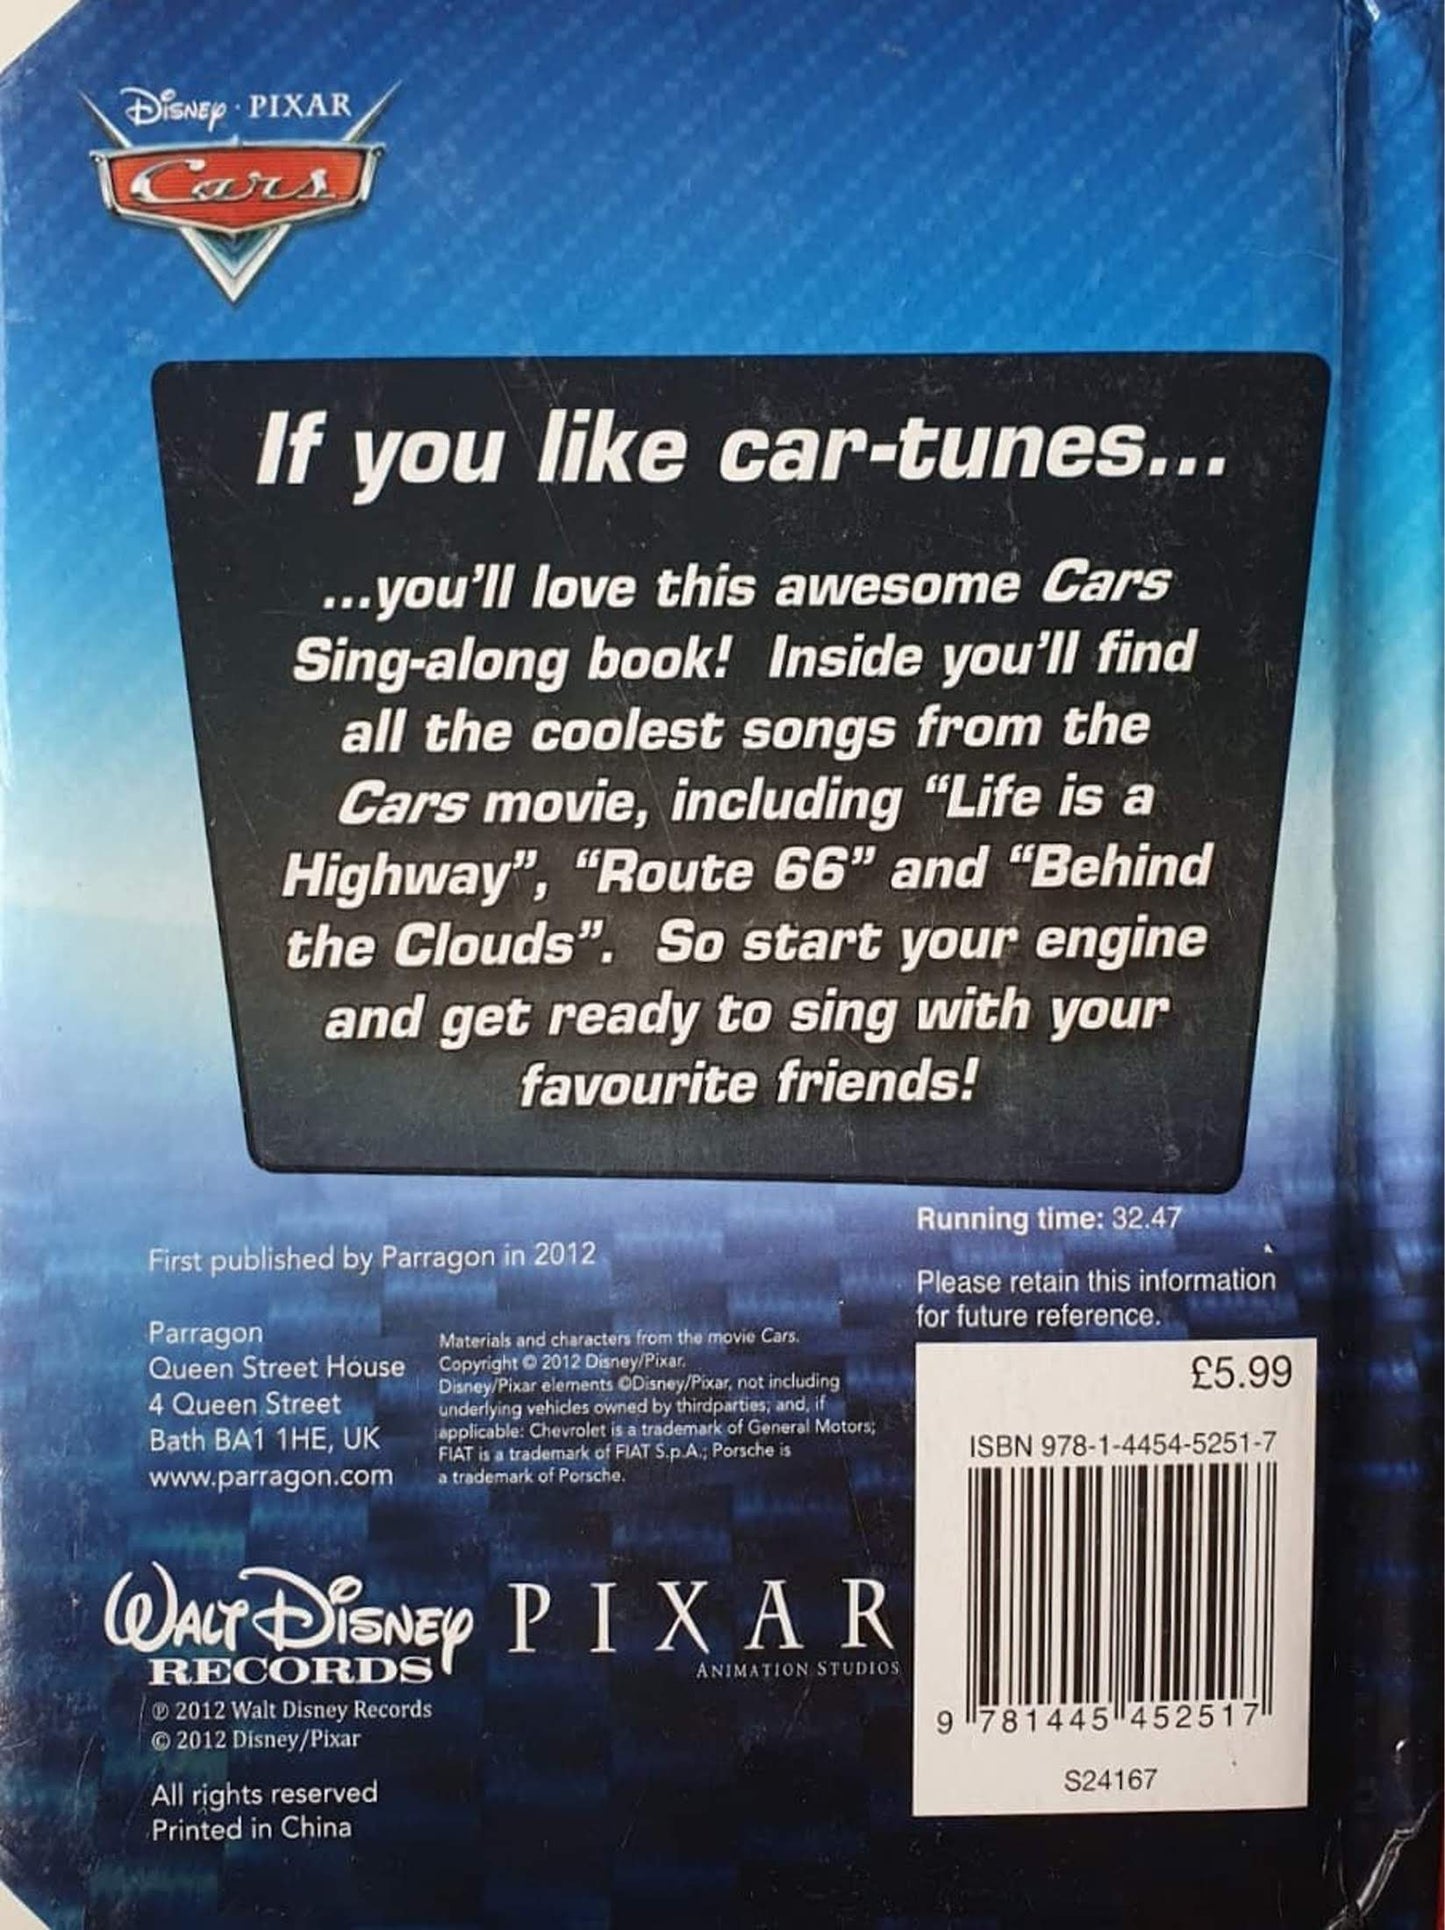 DISNEY · PIXAR
Cars
If you like car-tunes...
...you'll love this awesome Cars
Sing-along book! Inside you'll find
all the coolest songs from the
Cars movie, including “Life is a
Highway”, “Route 66” and “Behind
the Clouds”. So start your engine
and get ready to sing with your
favourite friends!
Running time: 32.47
Please retain this information
for future reference.
First published by Parragon in 2012
Parragon
Queen Street House
4 Queen Street
Bath BA1 1HE, UK
www.parragon.com
Materials and characters from the movie Cars.
Copyright © 2012 Disney/Pixar.
Disney/Pixar elements ©Disney/Pixar, not including
underlying vehicles owned by thirdparties; and, if
applicable: Chevrolet is a trademark of General Motors;
FIAT is a trademark of FIAT S.p.A.; Porsche is
a trademark of Porsche.
£5.99
ISBN 978-1-4454-5251-7
9 781445 452517
S24167
WALT DISNEY
RECORDS
PIXAR
ANIMATION STUDIOS
℗ 2012 Walt Disney Records
© 2012 Disney/Pixar
All rights reserved
Printed in China